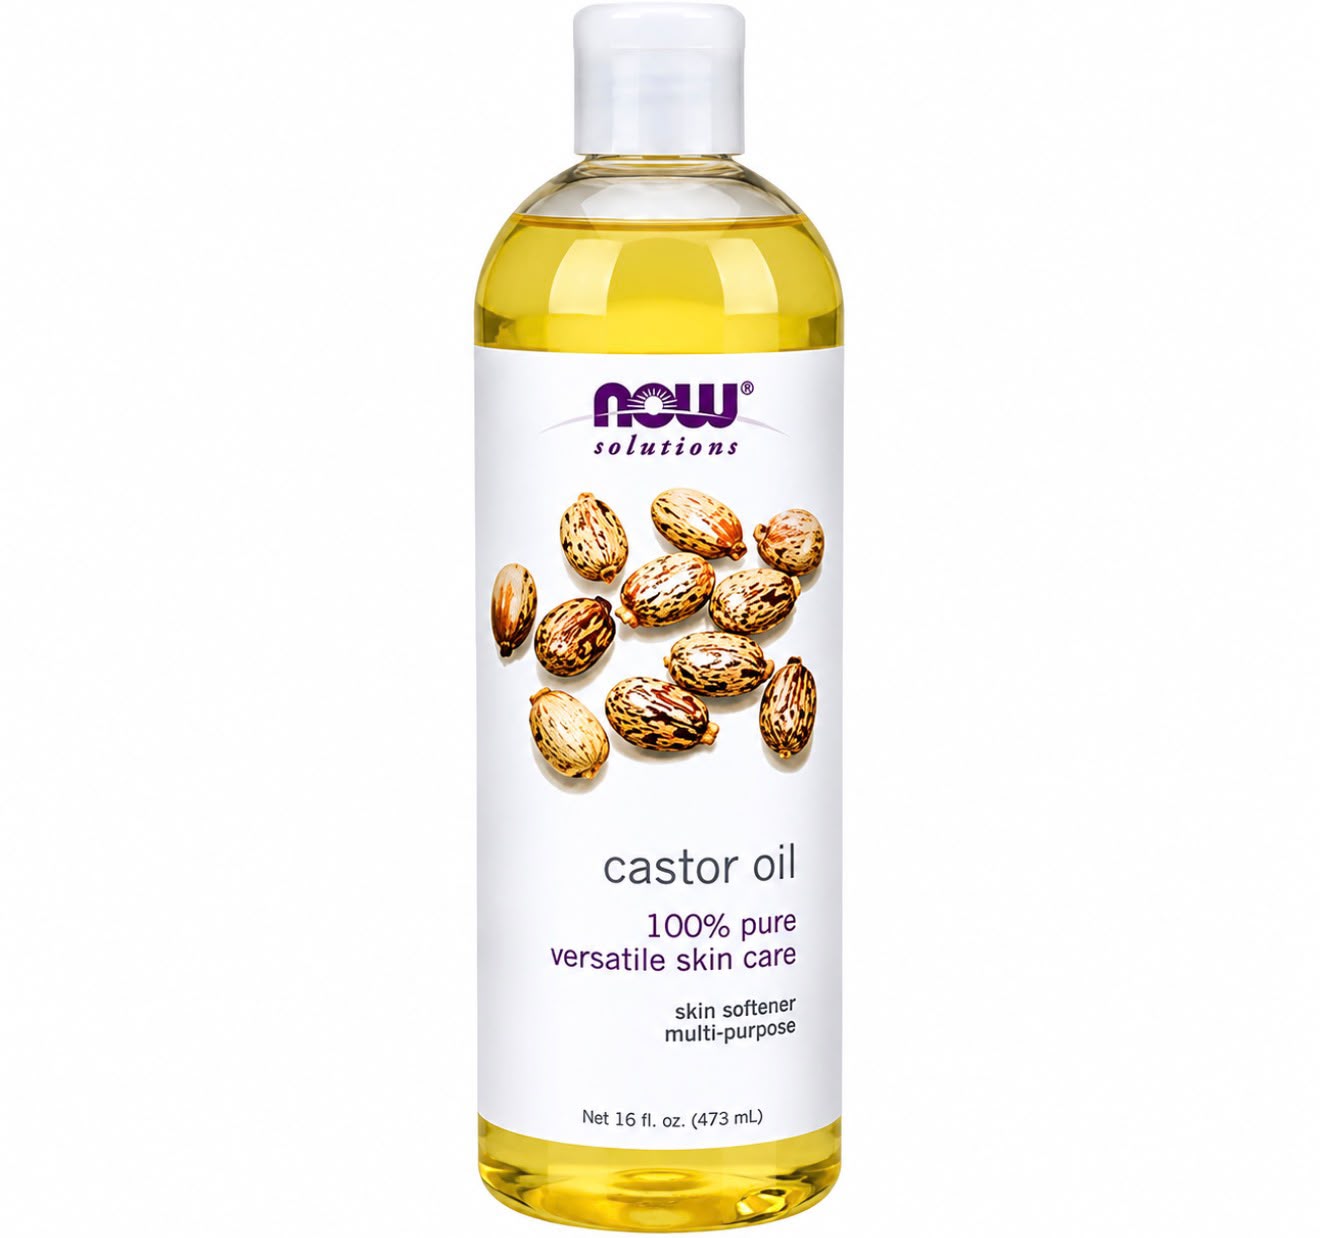 now®
solutions
castor oil
100% pure
versatile skin care
skin softener
multi-purpose
Net 16 fl. oz. (473 mL)